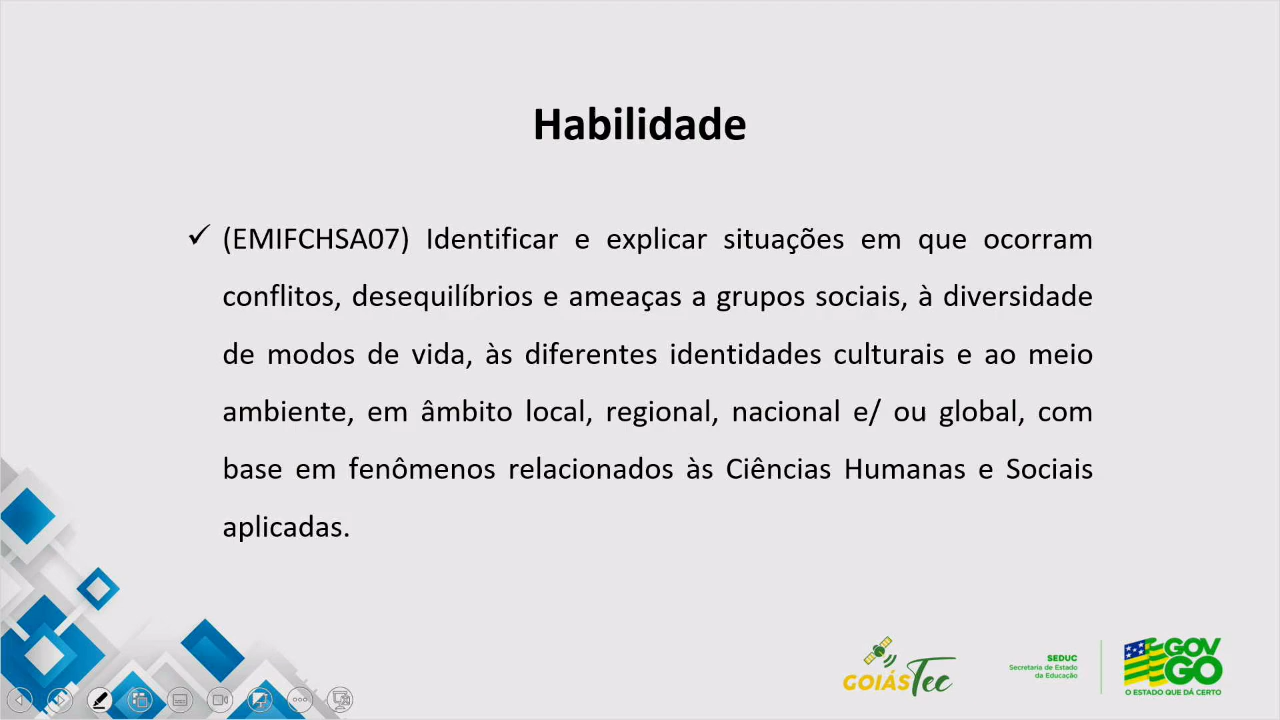 Habilidade
✓ (EMIFCHSA07) Identificar e explicar situações em que ocorram
conflitos, desequilíbrios e ameaças a grupos sociais, à diversidade
de modos de vida, às diferentes identidades culturais e ao meio
ambiente, em âmbito local, regional, nacional e/ ou global, com
base em fenômenos relacionados às Ciências Humanas e Sociais
aplicadas.
GOIÁSTec
SEDUC
Secretaria de Estado
da Educação
GOV
GO
O ESTADO QUE DÁ CERTO